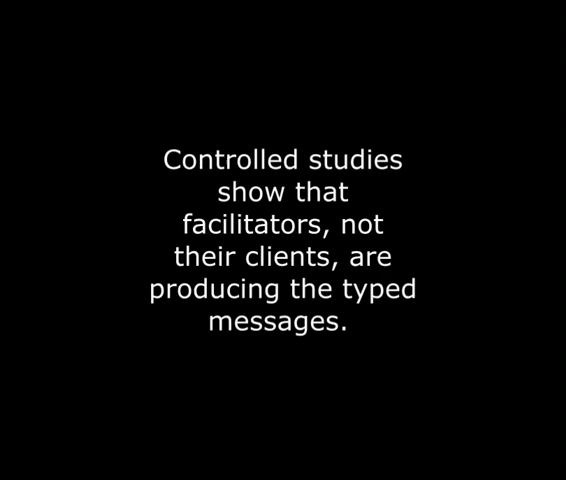 Controlled studies
show that
facilitators, not
their clients, are
producing the typed
messages.